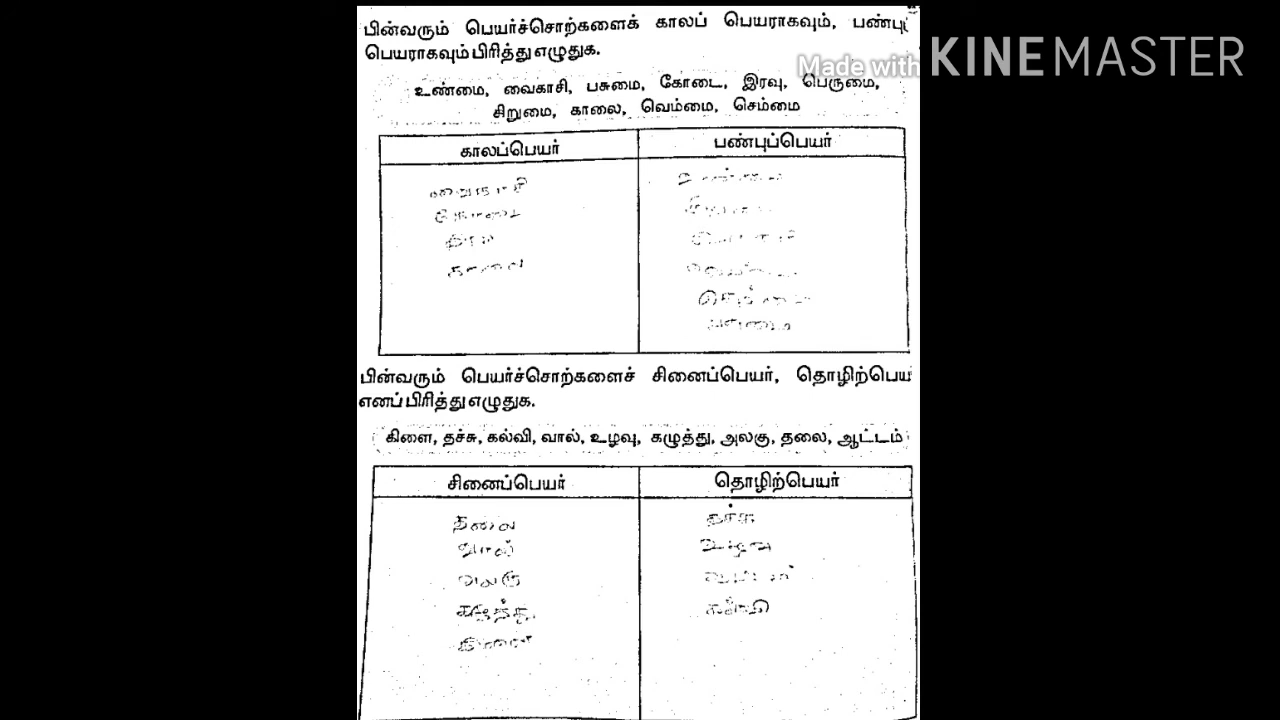 பின்வரும் பெயர்ச்சொற்களைக் காலப் பெயராகவும், பண்புப்
பெயராகவும் பிரித்து எழுதுக.
Made with KINEMASTER
உண்மை, வைகாசி, பசுமை, கோடை, இரவு, பெருமை,
சிறுமை, காலை, வெம்மை, செம்மை
காலப்பெயர் பண்புப்பெயர்
வைகாசி உண்மை
கோடை சிறுமை
இரவு
காலை வெம்மை
செம்மை
பின்வரும் பெயர்ச்சொற்களைச் சினைப்பெயர், தொழிற்பெய
எனப் பிரித்து எழுதுக.
கிளை, தச்சு, கல்வி, வால், உழவு, கழுத்து, அலகு, தலை, ஆட்டம்
சினைப்பெயர் தொழிற்பெயர்
தலை தச்சு
வால் உழவு
அலகு ஆட்டம்
கழுத்து கல்வி
கிளை